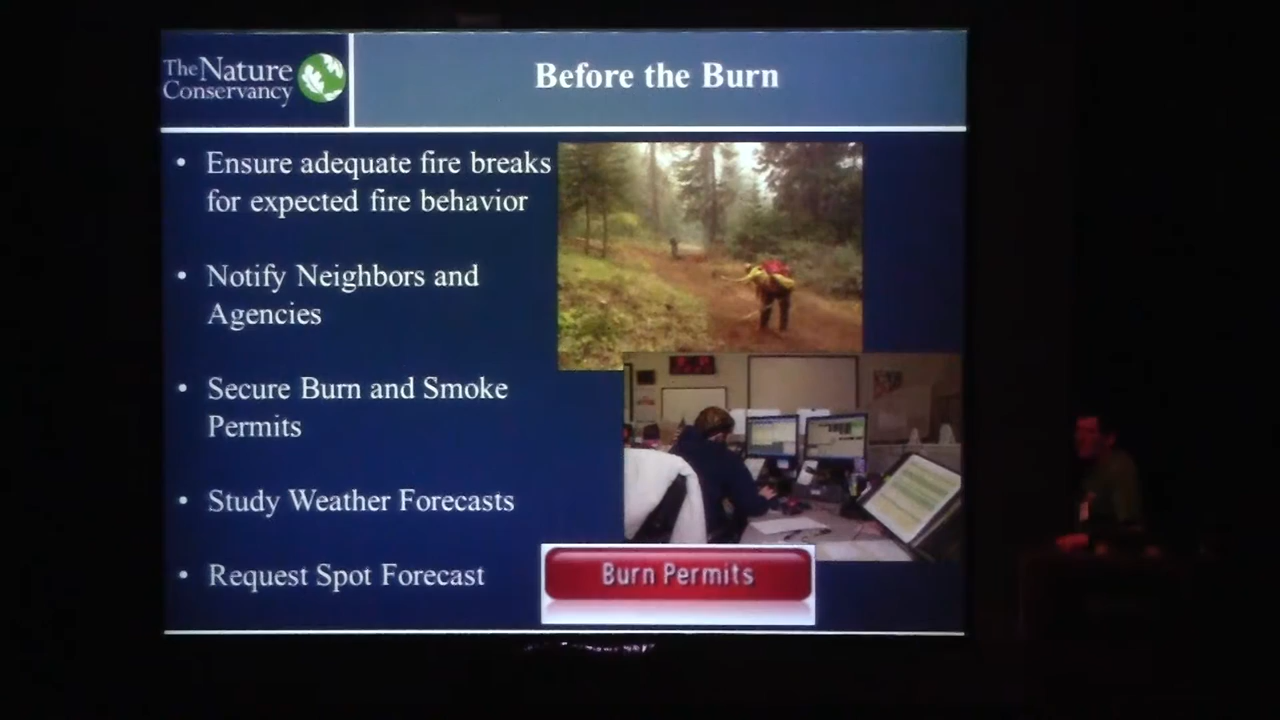 The Nature
Conservancy
Before the Burn
• Ensure adequate fire breaks
for expected fire behavior
• Notify Neighbors and
Agencies
• Secure Burn and Smoke
Permits
• Study Weather Forecasts
• Request Spot Forecast
Burn Permits